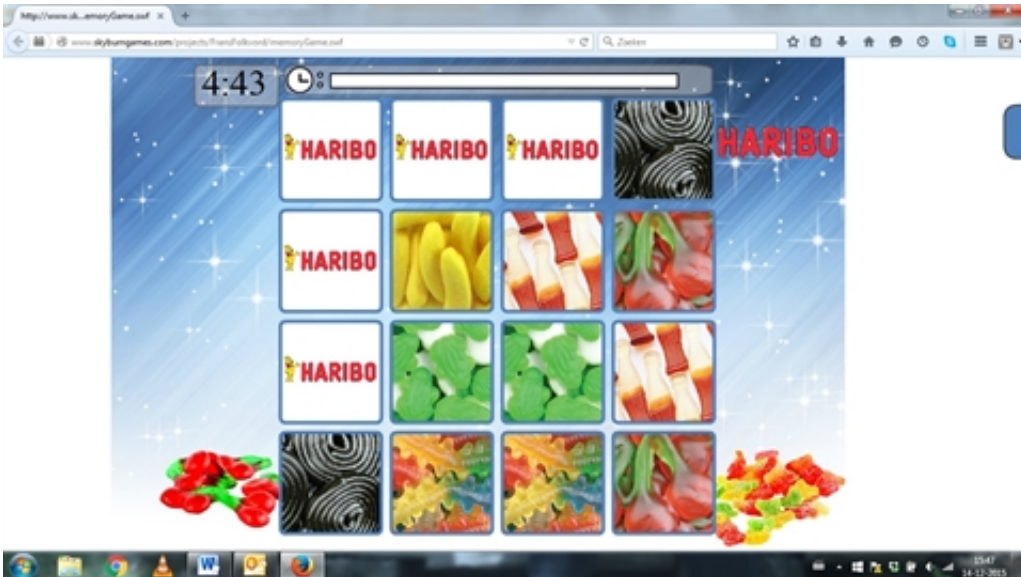 http://www.sk...emoryGame.swf × +
www.skyburngames.com/projects/FransFolkvord/memoryGame.swf
Zoeken
4:43 :
HARIBO HARIBO HARIBO HARIBO
HARIBO
HARIBO
15:47
14-12-2015